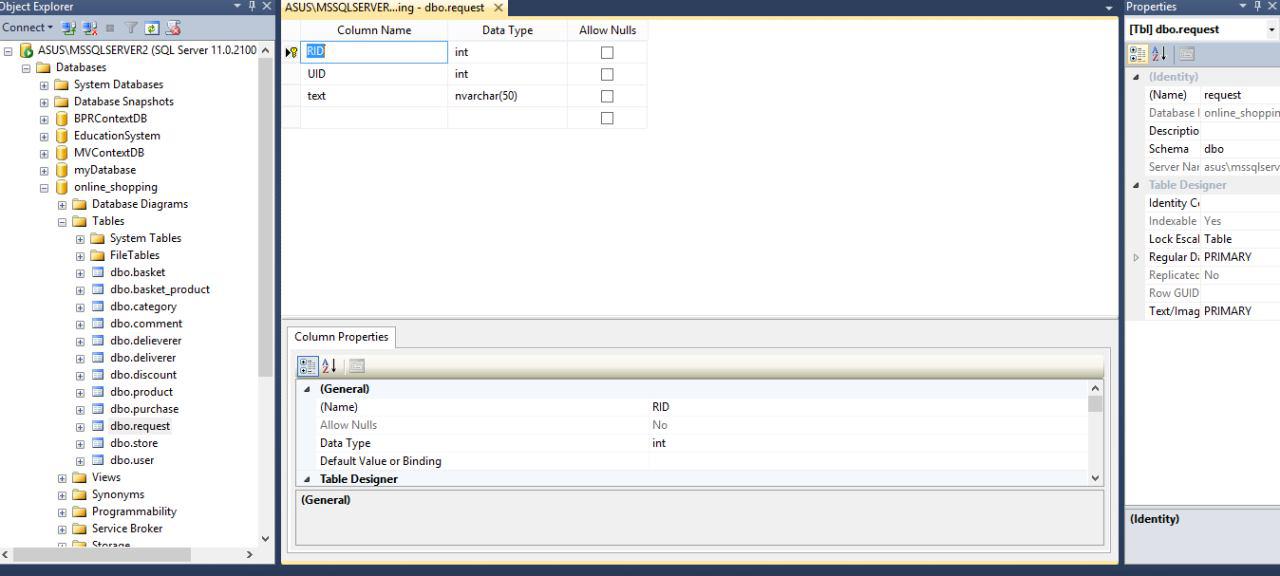 Object Explorer
Connect
ASUS\MSSQLSERVER2 (SQL Server 11.0.2100
Databases
System Databases
Database Snapshots
BPRContextDB
EducationSystem
MVContextDB
myDatabase
online_shopping
Database Diagrams
Tables
System Tables
FileTables
dbo.basket
dbo.basket_product
dbo.category
dbo.comment
dbo.delieverer
dbo.deliverer
dbo.discount
dbo.product
dbo.purchase
dbo.request
dbo.store
dbo.user
Views
Synonyms
Programmability
Service Broker
Storage
ASUS\MSSQLSERVER...ing - dbo.request
Column Name Data Type Allow Nulls
RID int
UID int
text nvarchar(50)
Column Properties
(General)
(Name) RID
Allow Nulls No
Data Type int
Default Value or Binding
Table Designer
(General)
Properties
[Tbl] dbo.request
(Identity)
(Name) request
Database online_shoppin
Descriptio
Schema dbo
Server Nar asus\mssqlserv
Table Designer
Identity C
Indexable Yes
Lock Escal Table
Regular D PRIMARY
Replicated No
Row GUID
Text/Imag PRIMARY
(Identity)